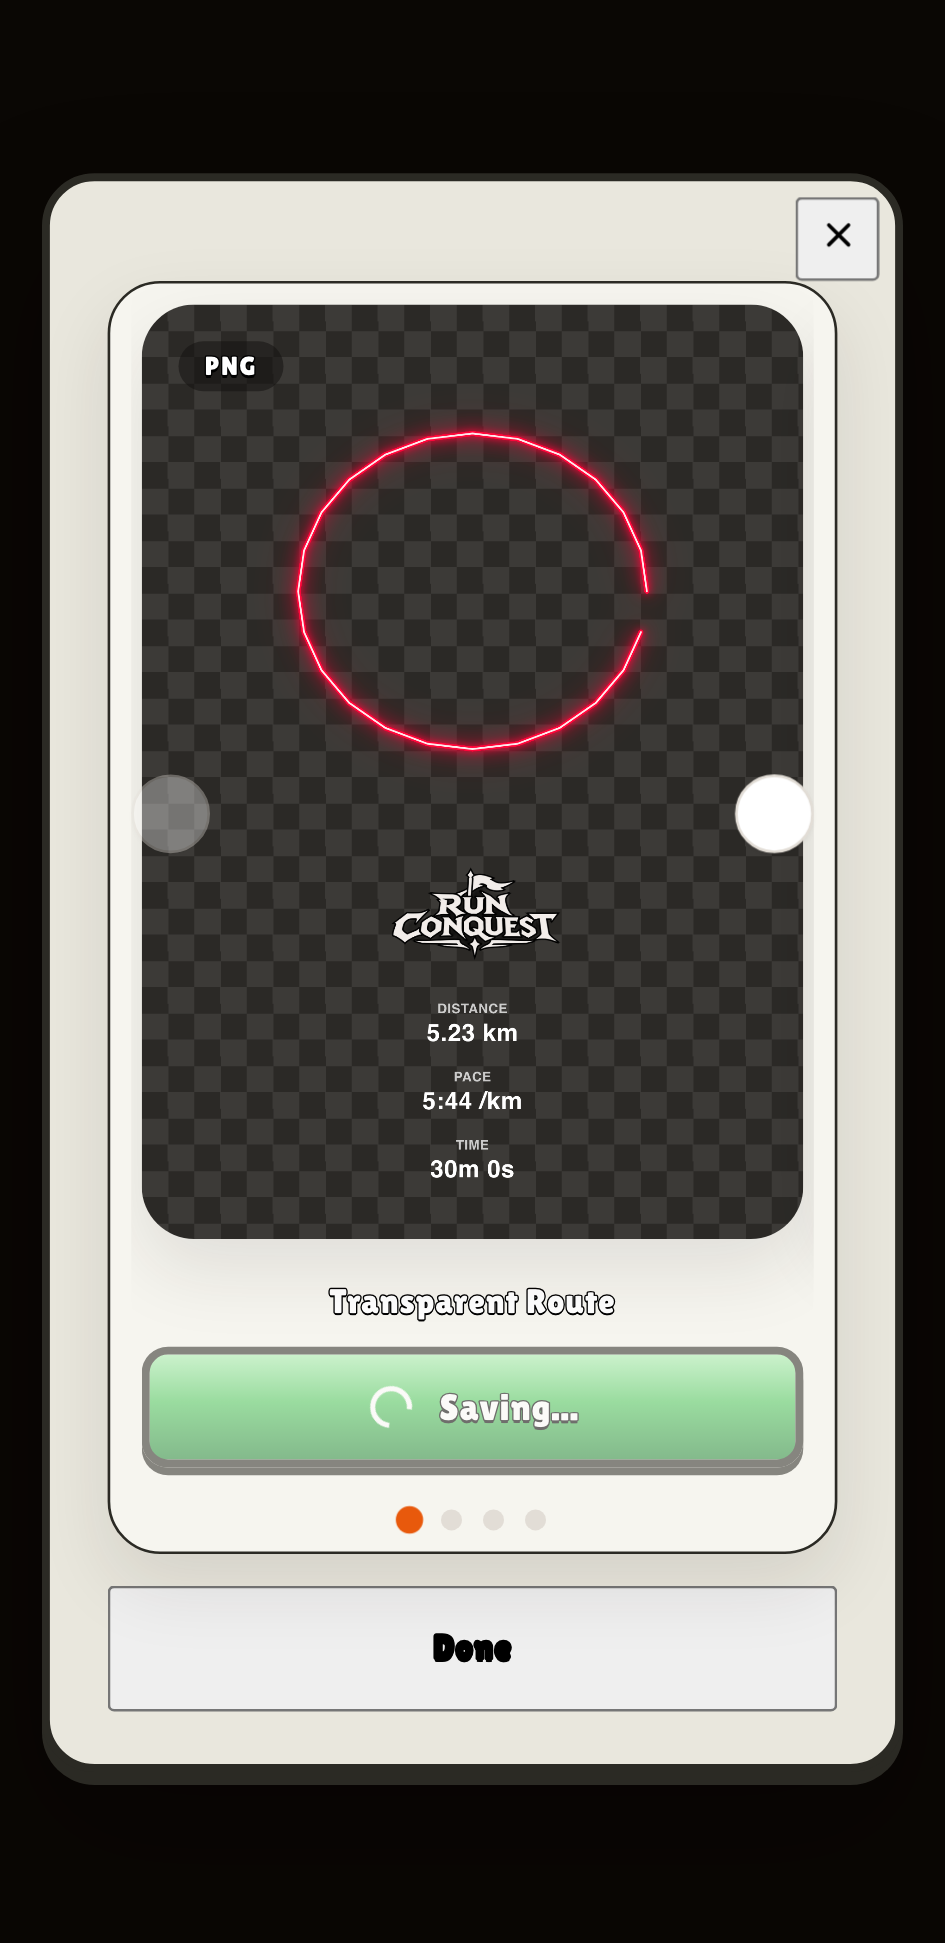 PNG
RUN
CONQUEST
DISTANCE
5.23 km
PACE
5:44 /km
TIME
30m 0s
Transparent Route
Saving...
Done